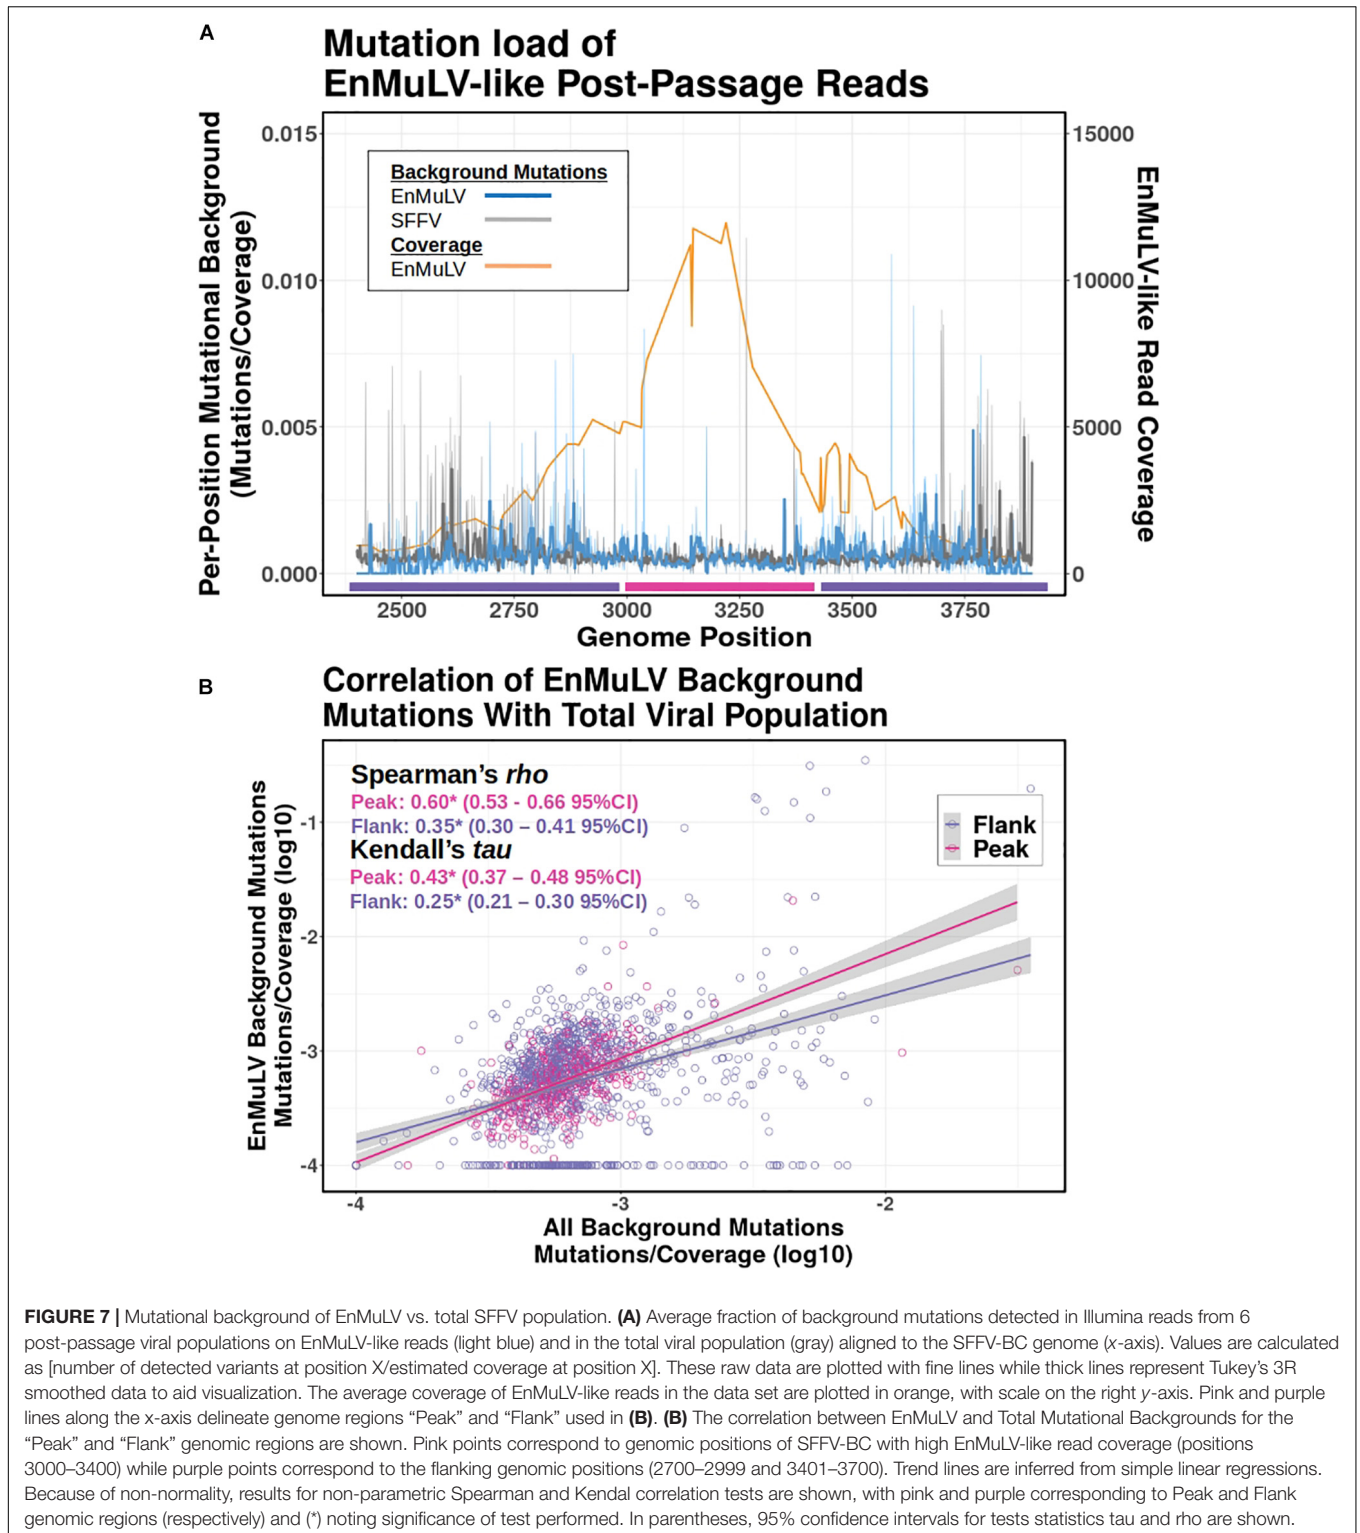 A
Mutation load of
EnMuLV-like Post-Passage Reads
Per-Position Mutational Background
(Mutations/Coverage)
0.015
0.010
0.005
0.000
Background Mutations
EnMuLV
SFFV
Coverage
EnMuLV
15000
10000
5000
0
EnMuLV-like Read Coverage
2500 2750 3000 3250 3500 3750
Genome Position
B
Correlation of EnMuLV Background
Mutations With Total Viral Population
EnMuLV Background Mutations
Mutations/Coverage (log10)
-1
-2
-3
-4
Spearman's rho
Peak: 0.60* (0.53 - 0.66 95%CI)
Flank: 0.35* (0.30 – 0.41 95%CI)
Kendall's tau
Peak: 0.43* (0.37 – 0.48 95%CI)
Flank: 0.25* (0.21 – 0.30 95%CI)
Flank
Peak
-4 -3 -2
All Background Mutations
Mutations/Coverage (log10)
FIGURE 7 | Mutational background of EnMuLV vs. total SFFV population. (A) Average fraction of background mutations detected in Illumina reads from 6
post-passage viral populations on EnMuLV-like reads (light blue) and in the total viral population (gray) aligned to the SFFV-BC genome (x-axis). Values are calculated
as [number of detected variants at position X/estimated coverage at position X]. These raw data are plotted with fine lines while thick lines represent Tukey's 3R
smoothed data to aid visualization. The average coverage of EnMuLV-like reads in the data set are plotted in orange, with scale on the right y-axis. Pink and purple
lines along the x-axis delineate genome regions “Peak” and “Flank” used in (B). (B) The correlation between EnMuLV and Total Mutational Backgrounds for the
“Peak” and “Flank” genomic regions are shown. Pink points correspond to genomic positions of SFFV-BC with high EnMuLV-like read coverage (positions
3000–3400) while purple points correspond to the flanking genomic positions (2700–2999 and 3401–3700). Trend lines are inferred from simple linear regressions.
Because of non-normality, results for non-parametric Spearman and Kendal correlation tests are shown, with pink and purple corresponding to Peak and Flank
genomic regions (respectively) and (*) noting significance of test performed. In parentheses, 95% confidence intervals for tests statistics tau and rho are shown.